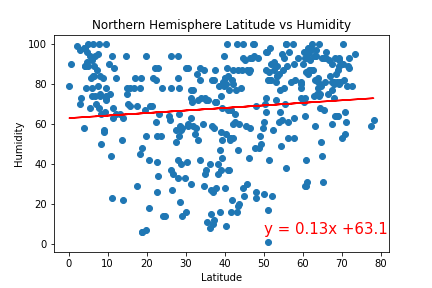 Northern Hemisphere Latitude vs Humidity
100
80
60
40
20
0
Humidity
y = 0.13x +63.1
0 10 20 30 40 50 60 70 80
Latitude